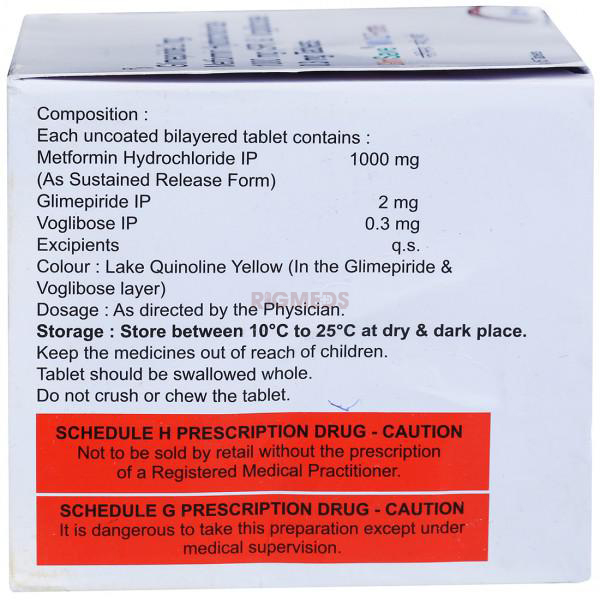 Composition :
Each uncoated bilayered tablet contains :
Metformin Hydrochloride IP 1000 mg
(As Sustained Release Form)
Glimepiride IP 2 mg
Voglibose IP 0.3 mg
Excipients q.s.
Colour : Lake Quinoline Yellow (In the Glimepiride &
Voglibose layer)
RIGMEDS
Dosage : As directed by the Physician.
Storage : Store between 10°C to 25°C at dry & dark place.
Keep the medicines out of reach of children.
Tablet should be swallowed whole.
Do not crush or chew the tablet.
SCHEDULE H PRESCRIPTION DRUG - CAUTION
Not to be sold by retail without the prescription
of a Registered Medical Practitioner.
SCHEDULE G PRESCRIPTION DRUG - CAUTION
It is dangerous to take this preparation except under
medical supervision.